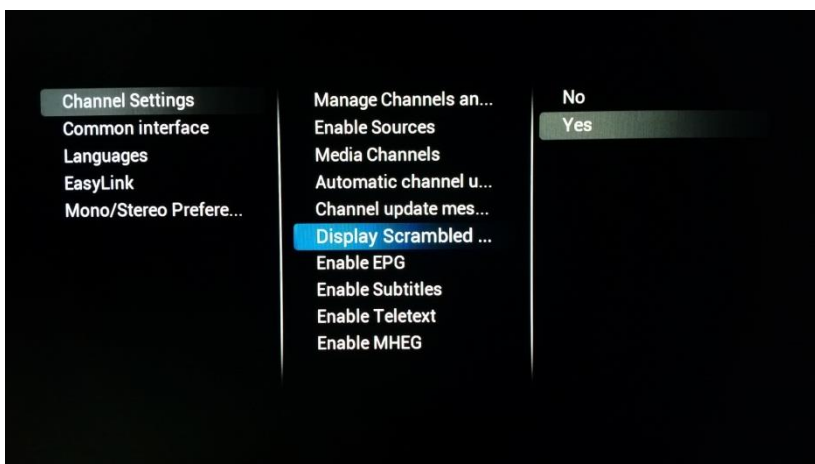 Channel Settings
Common interface
Languages
EasyLink
Mono/Stereo Prefere...
Manage Channels an...
Enable Sources
Media Channels
Automatic channel u...
Channel update mes...
Display Scrambled ...
Enable EPG
Enable Subtitles
Enable Teletext
Enable MHEG
No
Yes